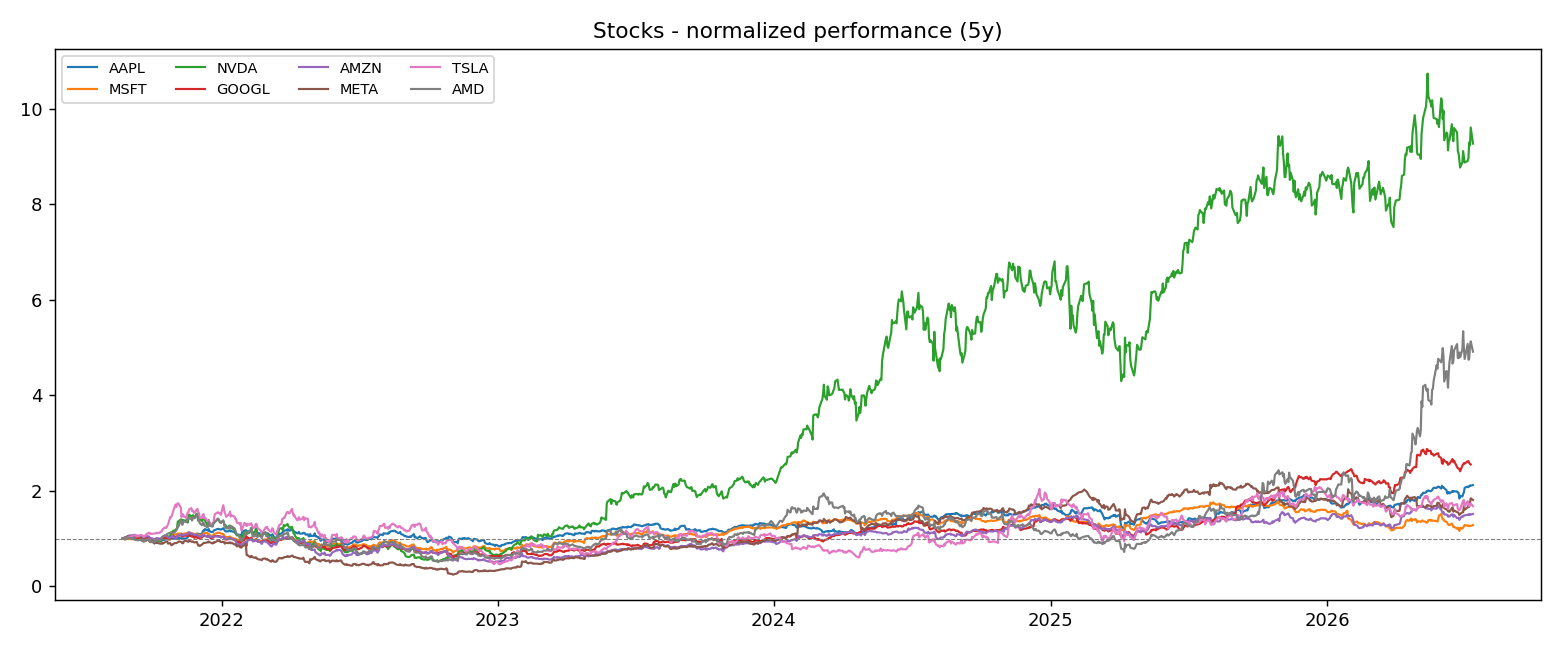 Stocks - normalized performance (5y)
AAPL NVDA AMZN TSLA
MSFT GOOGL META AMD
10
8
6
4
2
0
2022 2023 2024 2025 2026